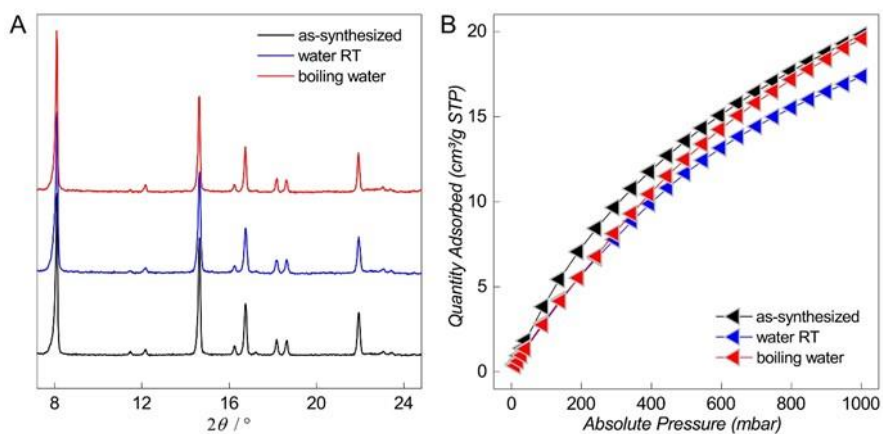 A
as-synthesized
water RT
boiling water
8 12 16 20 24
2θ / °
B
Quantity Adsorbed (cm³/g STP)
20
15
10
5
0
as-synthesized
water RT
boiling water
0 200 400 600 800 1000
Absolute Pressure (mbar)